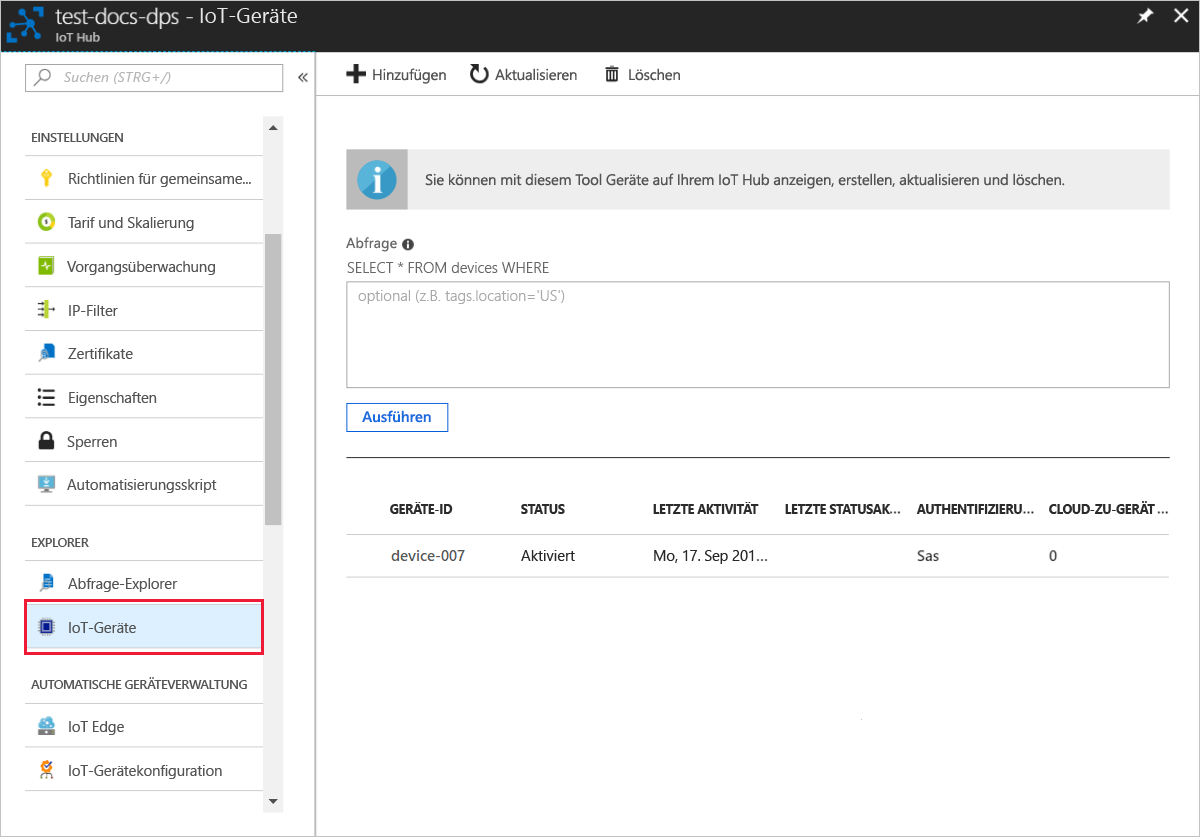 test-docs-dps - IoT-Geräte
IoT Hub
Suchen (STRG+/)
«
Hinzufügen
Aktualisieren
Löschen
EINSTELLUNGEN
Richtlinien für gemeinsame...
Tarif und Skalierung
Vorgangsüberwachung
IP-Filter
Zertifikate
Eigenschaften
Sperren
Automatisierungsskript
EXPLORER
Abfrage-Explorer
IoT-Geräte
AUTOMATISCHE GERÄTEVERWALTUNG
IoT Edge
IoT-Gerätekonfiguration
Sie können mit diesem Tool Geräte auf Ihrem IoT Hub anzeigen, erstellen, aktualisieren und löschen.
Abfrage
SELECT * FROM devices WHERE
optional (z.B. tags.location='US')
Ausführen
GERÄTE-ID STATUS LETZTE AKTIVITÄT LETZTE STATUSAK... AUTHENTIFIZIERU... CLOUD-ZU-GERÄT ...
device-007 Aktiviert Mo, 17. Sep 201... Sas 0